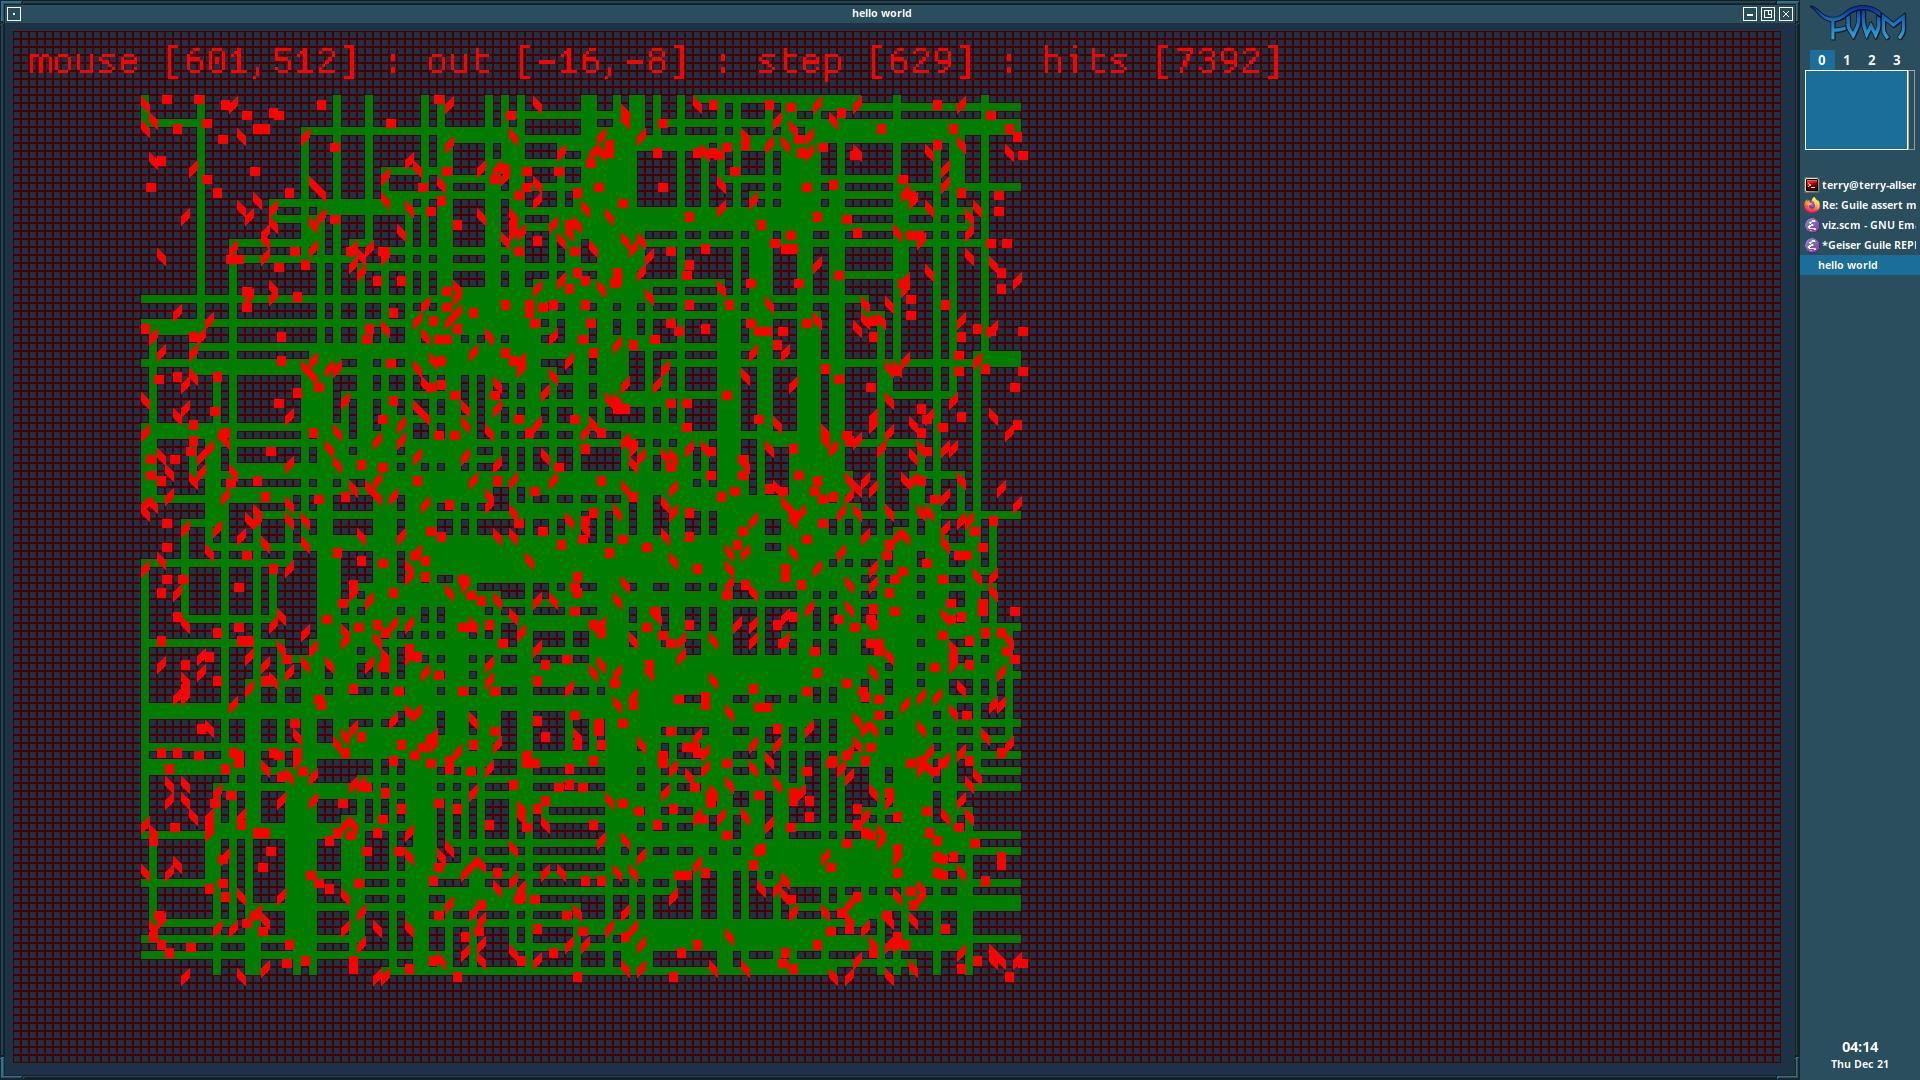 hello world
mouse [601,512] : out [-16,-8] : step [629] : hits [7392]
FVWM
0 1 2 3
terry@terry-allser
Re: Guile assert m
viz.scm - GNU Em
*Geiser Guile REPL
hello world
04:14
Thu Dec 21